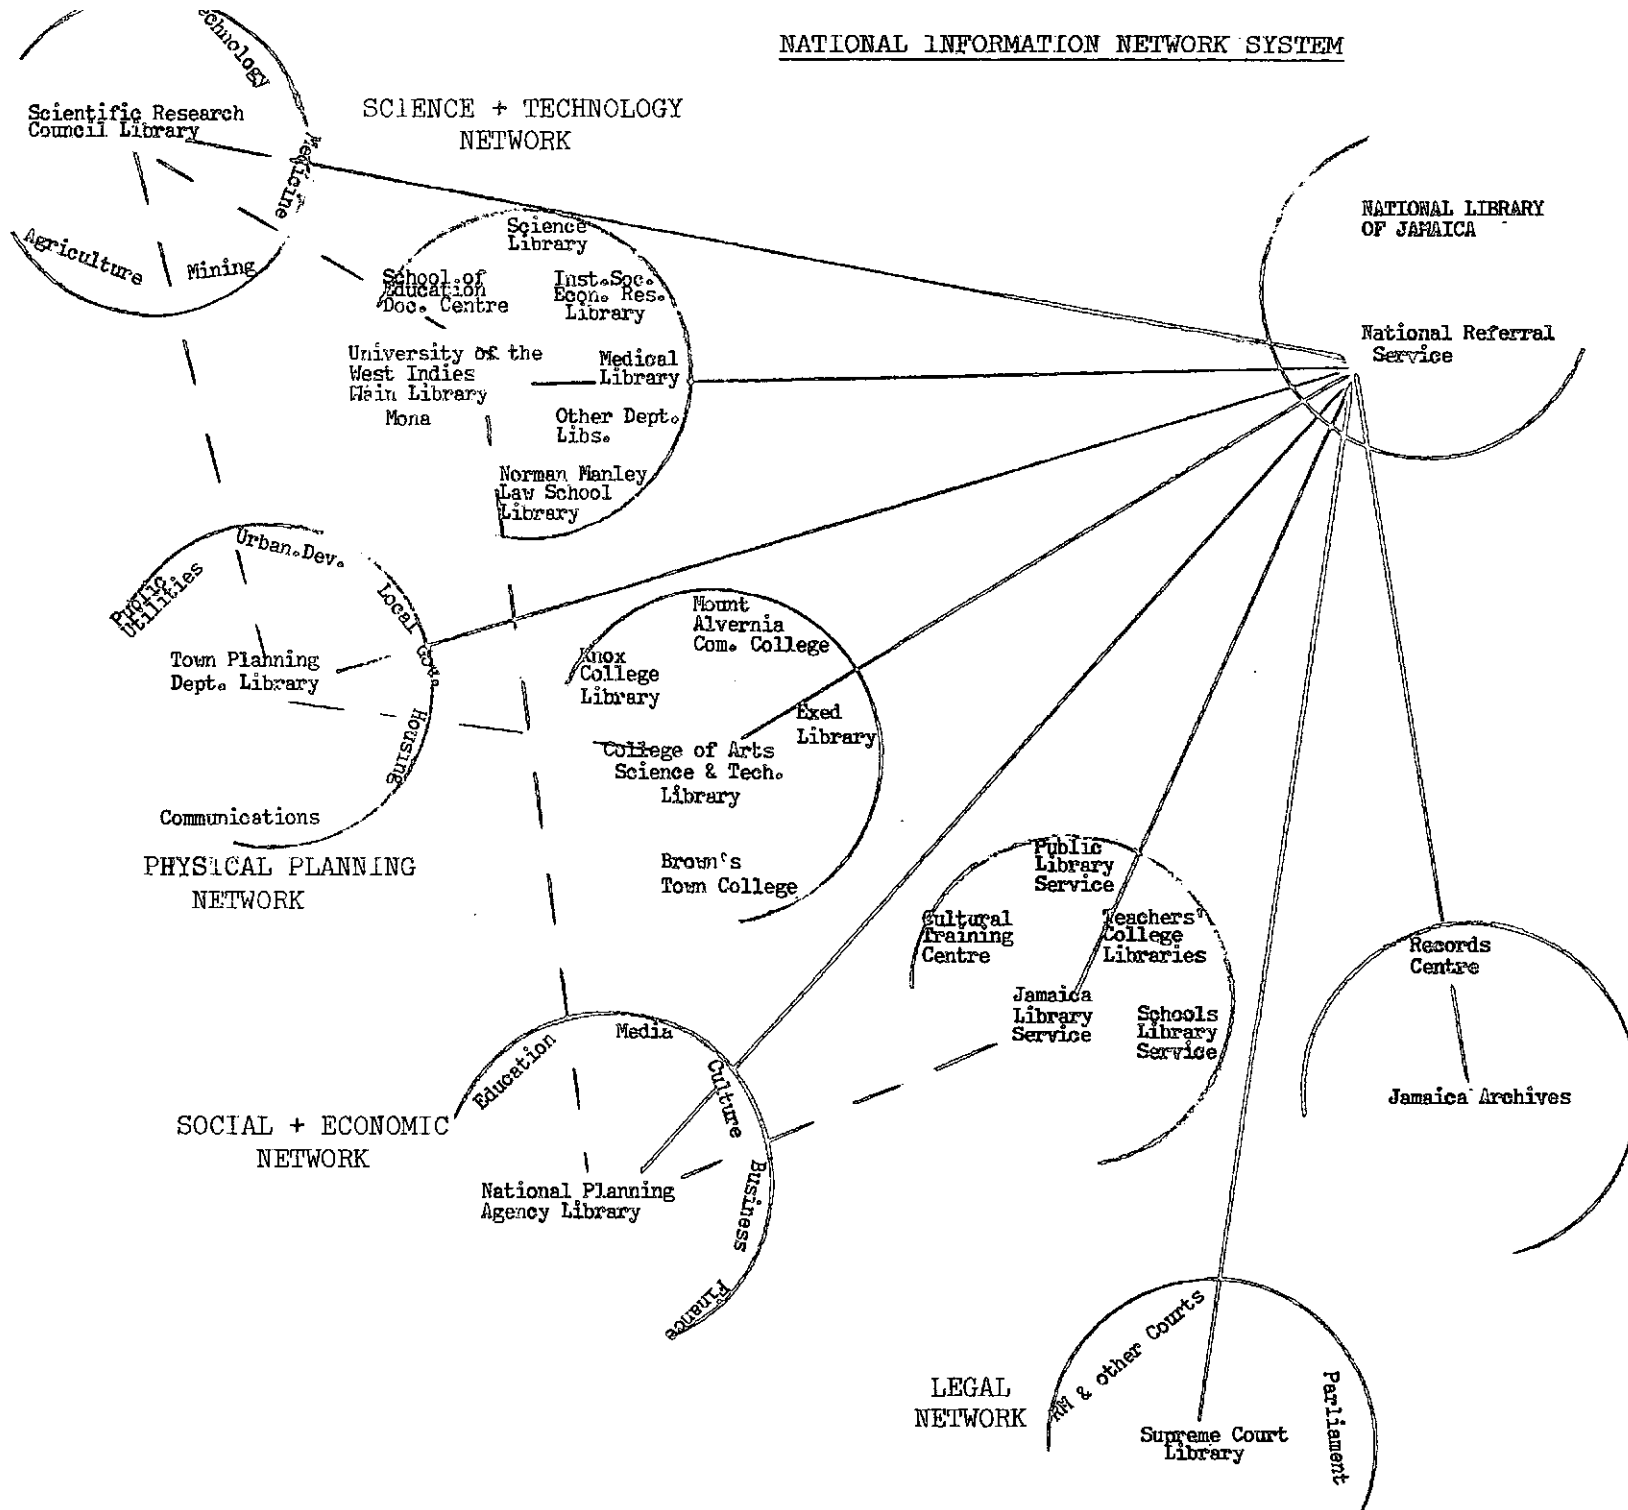 NATIONAL INFORMATION NETWORK SYSTEM
echnology
Scientific Research
Council Library
Medicine
Agriculture
Mining
SCIENCE + TECHNOLOGY
NETWORK
NATIONAL LIBRARY
OF JAMAICA
National Referral
Service
Science
Library
School of
Education
Doc. Centre
Inst.Soc.
Econ. Res.
Library
University of the
West Indies
Main Library
Mona
Medical
Library
Other Dept.
Libs.
Norman Manley
Law School
Library
Urban.Dev.
Public
Utilities
Local Gov.
Housing
Town Planning
Dept. Library
Communications
PHYSICAL PLANNING
NETWORK
Mount
Alvernia
Com. College
Knox
College
Library
Exed
Library
College of Arts
Science & Tech.
Library
Brown's
Town College
Public
Library
Service
Cultural
Training
Centre
Teachers'
College
Libraries
Jamaica
Library
Service
Schools
Library
Service
Records
Centre
Jamaica Archives
Education
Media
Culture
Business
Finance
SOCIAL + ECONOMIC
NETWORK
National Planning
Agency Library
LEGAL
NETWORK
RM & other Courts
Parliament
Supreme Court
Library